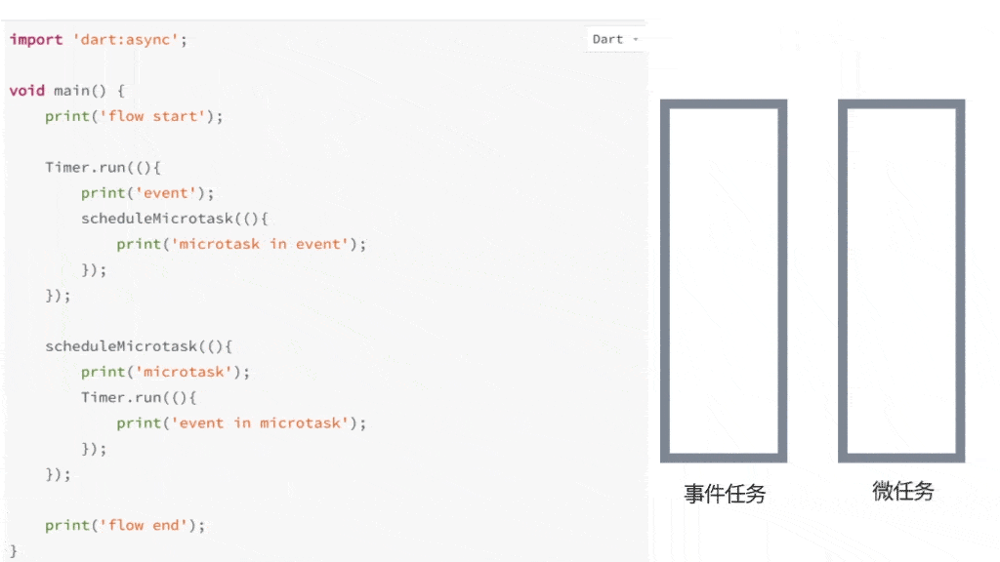 import 'dart:async';
Dart
void main() {
    print('flow start');
    Timer.run((){
        print('event');
        scheduleMicrotask((){
            print('microtask in event');
        });
    });
    scheduleMicrotask((){
        print('microtask');
        Timer.run((){
            print('event in microtask');
        });
    });
    print('flow end');
}
事件任务
微任务